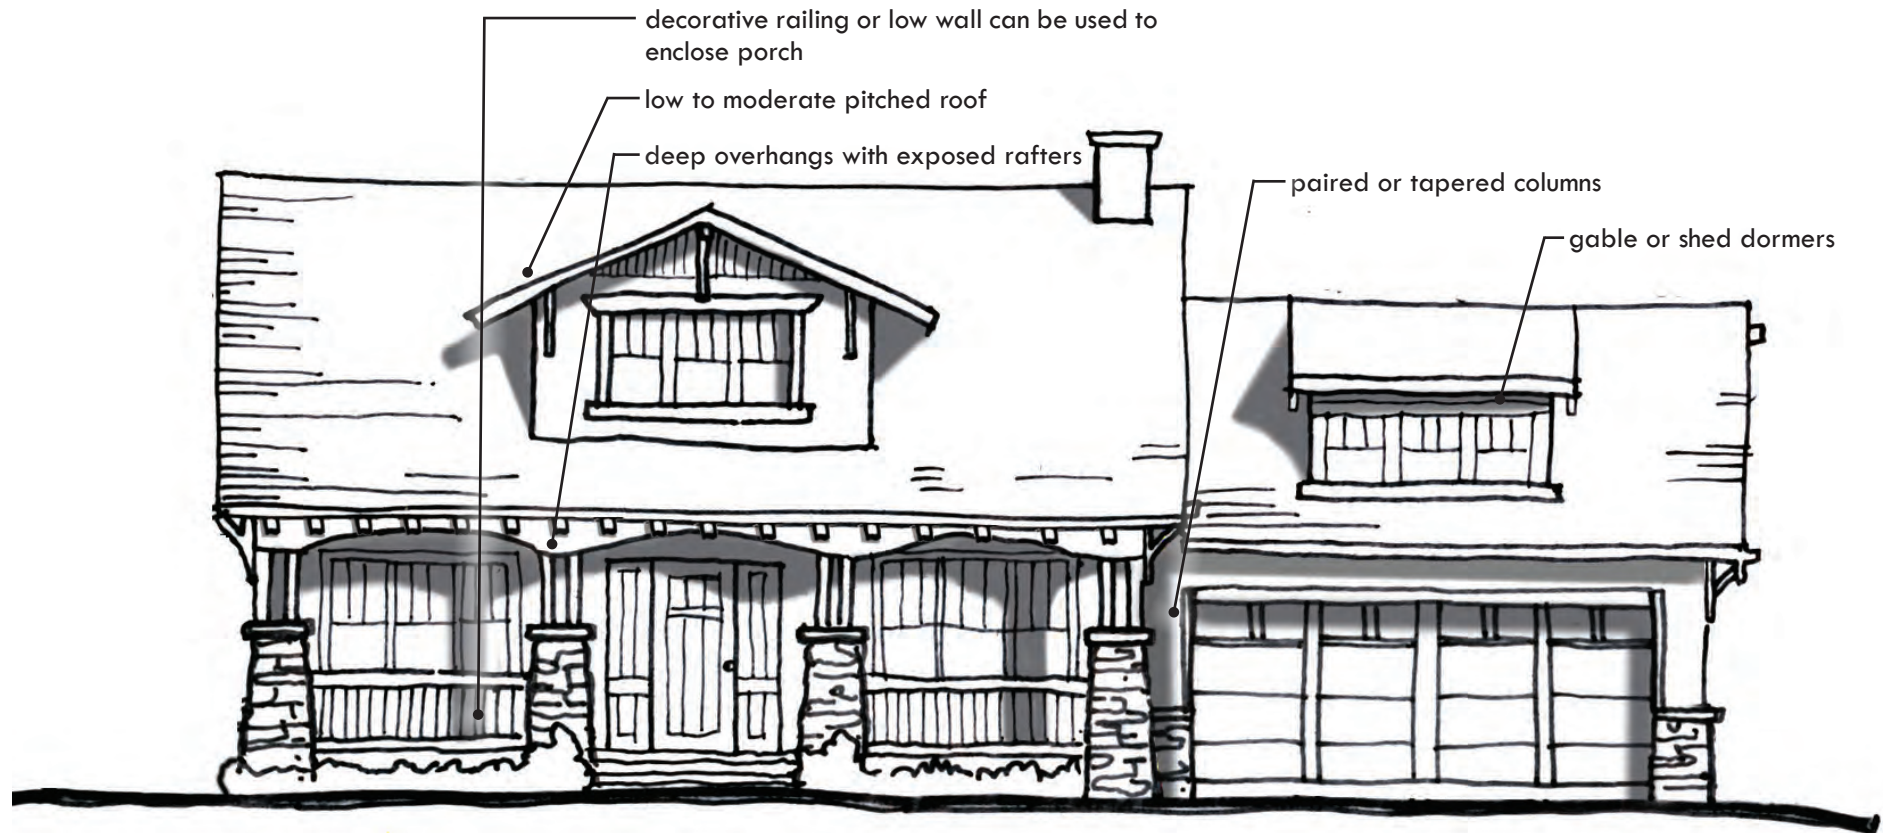 decorative railing or low wall can be used to
enclose porch
low to moderate pitched roof
deep overhangs with exposed rafters
paired or tapered columns
gable or shed dormers